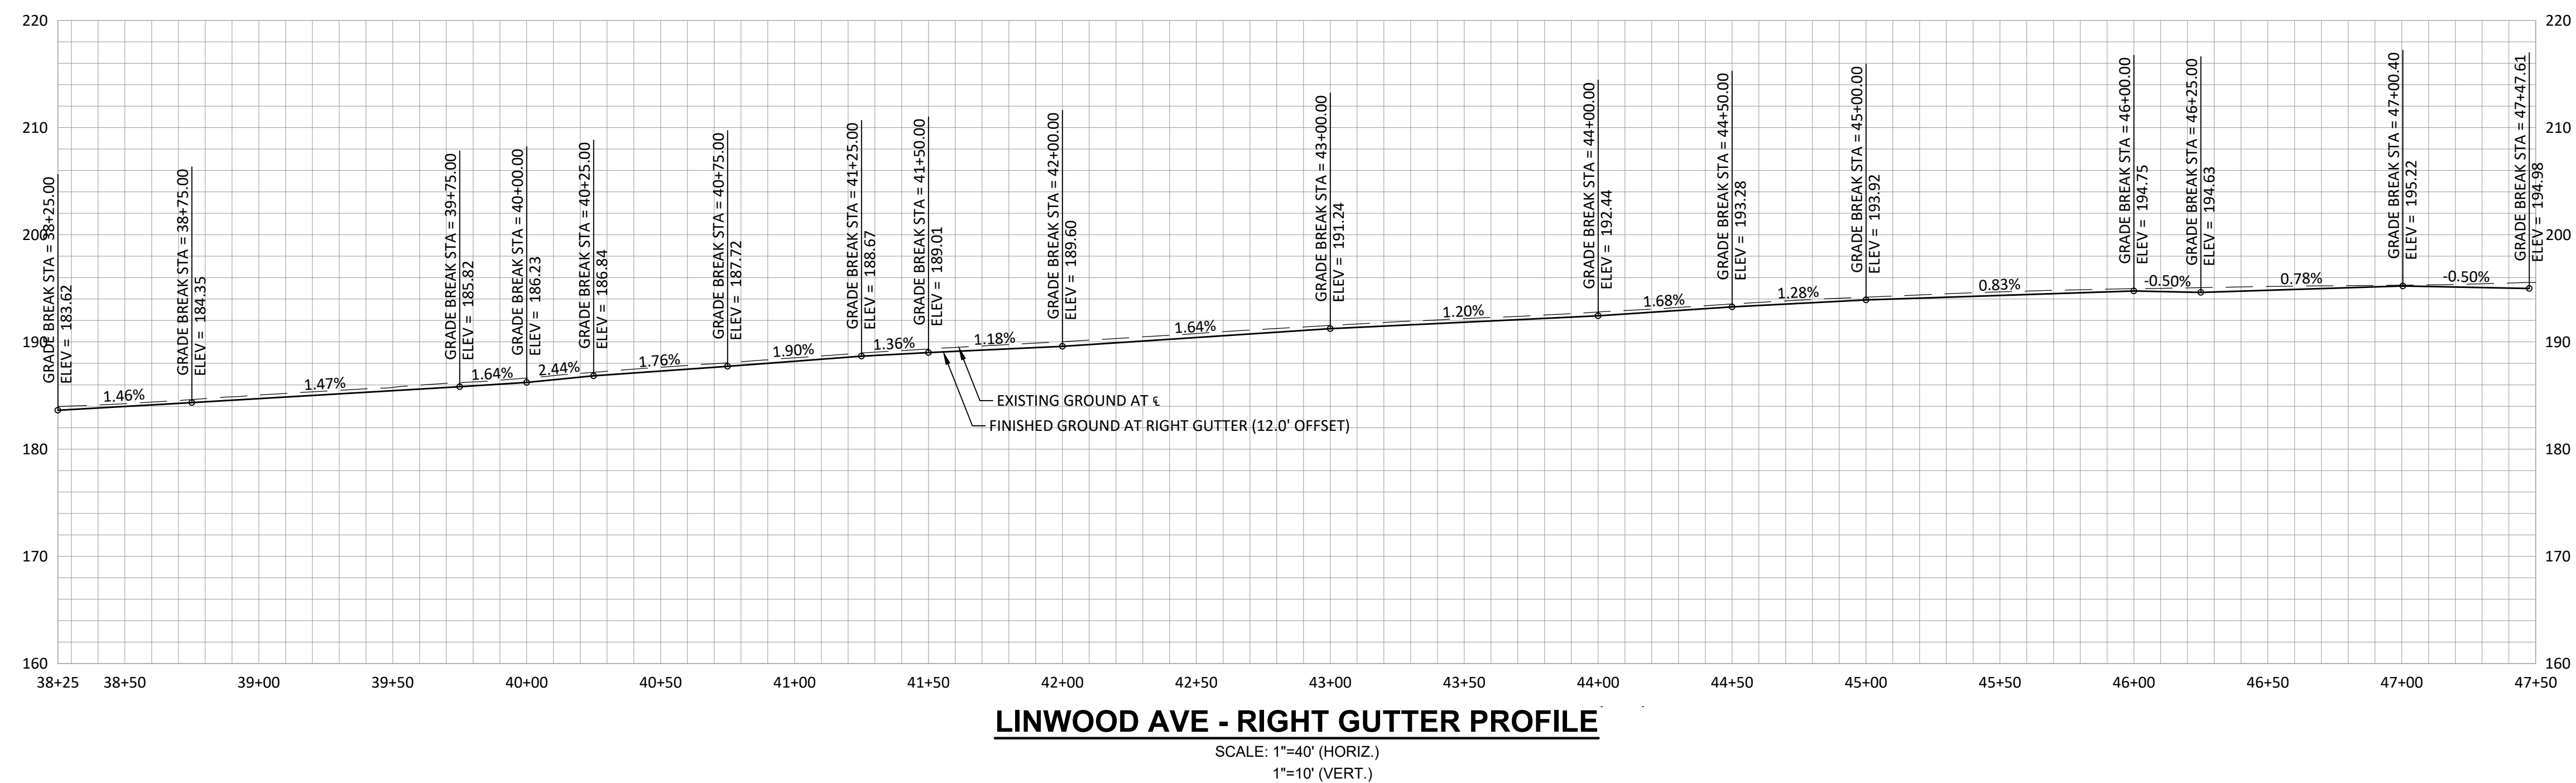 220
210
200
190
180
170
160
220
210
200
190
180
170
160
GRADE BREAK STA = 38+25.00
ELEV = 183.62
GRADE BREAK STA = 38+75.00
ELEV = 184.35
GRADE BREAK STA = 39+75.00
ELEV = 185.82
GRADE BREAK STA = 40+00.00
ELEV = 186.23
GRADE BREAK STA = 40+25.00
ELEV = 186.84
GRADE BREAK STA = 40+75.00
ELEV = 187.72
GRADE BREAK STA = 41+25.00
ELEV = 188.67
GRADE BREAK STA = 41+50.00
ELEV = 189.01
GRADE BREAK STA = 42+00.00
ELEV = 189.60
GRADE BREAK STA = 43+00.00
ELEV = 191.24
GRADE BREAK STA = 44+00.00
ELEV = 192.44
GRADE BREAK STA = 44+50.00
ELEV = 193.28
GRADE BREAK STA = 45+00.00
ELEV = 193.92
GRADE BREAK STA = 46+00.00
ELEV = 194.75
GRADE BREAK STA = 46+25.00
ELEV = 194.63
GRADE BREAK STA = 47+00.40
ELEV = 195.22
GRADE BREAK STA = 47+47.61
ELEV = 194.98
1.46%
1.47%
1.64%
2.44%
1.76%
1.90%
1.36%
1.18%
1.64%
1.20%
1.68%
1.28%
0.83%
-0.50%
0.78%
-0.50%
EXISTING GROUND AT ℄
FINISHED GROUND AT RIGHT GUTTER (12.0' OFFSET)
38+25
38+50
39+00
39+50
40+00
40+50
41+00
41+50
42+00
42+50
43+00
43+50
44+00
44+50
45+00
45+50
46+00
46+50
47+00
47+50
LINWOOD AVE - RIGHT GUTTER PROFILE
SCALE: 1"=40' (HORIZ.)
1"=10' (VERT.)